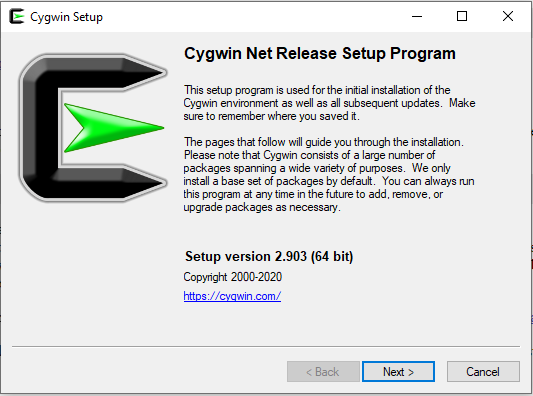 Cygwin Setup
Cygwin Net Release Setup Program
This setup program is used for the initial installation of the
Cygwin environment as well as all subsequent updates.  Make
sure to remember where you saved it.
The pages that follow will guide you through the installation.
Please note that Cygwin consists of a large number of
packages spanning a wide variety of purposes.  We only
install a base set of packages by default.  You can always run
this program at any time in the future to add, remove, or
upgrade packages as necessary.
Setup version 2.903 (64 bit)
Copyright 2000-2020
https://cygwin.com/
< Back
Next >
Cancel